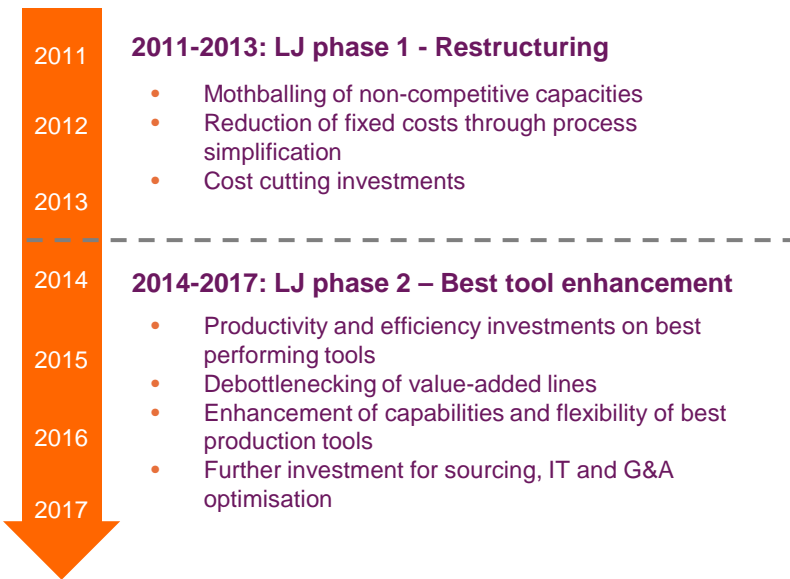 2011
2011-2013: LJ phase 1 - Restructuring
• Mothballing of non-competitive capacities
2012
• Reduction of fixed costs through process
simplification
• Cost cutting investments
2013
2014
2014-2017: LJ phase 2 – Best tool enhancement
• Productivity and efficiency investments on best
performing tools
2015
• Debottlenecking of value-added lines
• Enhancement of capabilities and flexibility of best
production tools
2016
• Further investment for sourcing, IT and G&A
optimisation
2017